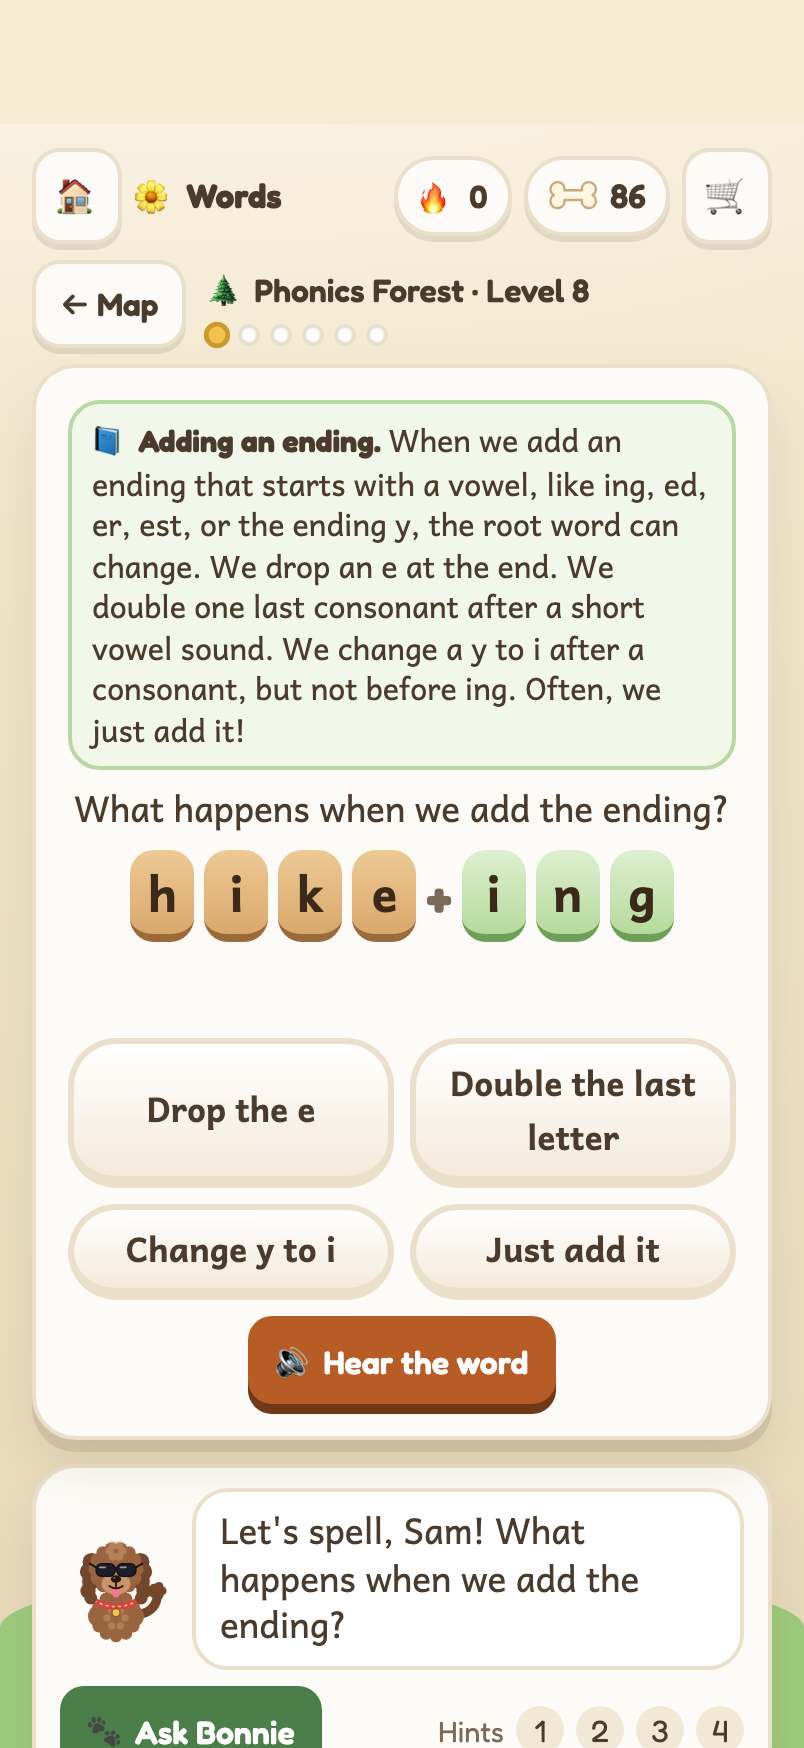 Words
0
86
← Map
Phonics Forest · Level 8
Adding an ending. When we add an
ending that starts with a vowel, like ing, ed,
er, est, or the ending y, the root word can
change. We drop an e at the end. We
double one last consonant after a short
vowel sound. We change a y to i after a
consonant, but not before ing. Often, we
just add it!
What happens when we add the ending?
h i k e + i n g
Drop the e
Double the last
letter
Change y to i
Just add it
Hear the word
Let's spell, Sam! What
happens when we add the
ending?
Ask Bonnie
Hints 1 2 3 4